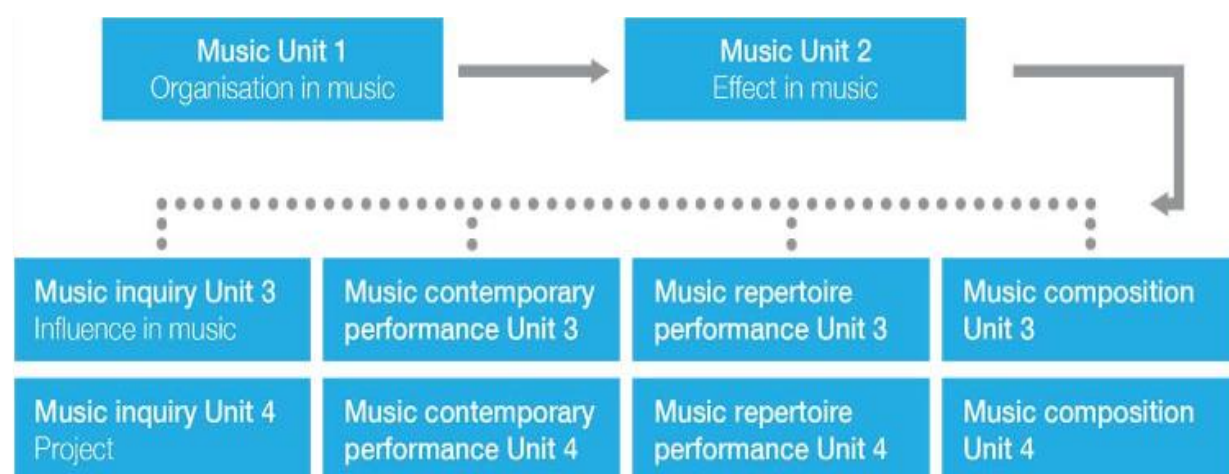 Music Unit 1
Organisation in music
Music Unit 2
Effect in music
Music inquiry Unit 3
Influence in music
Music contemporary
performance Unit 3
Music repertoire
performance Unit 3
Music composition
Unit 3
Music inquiry Unit 4
Project
Music contemporary
performance Unit 4
Music repertoire
performance Unit 4
Music composition
Unit 4